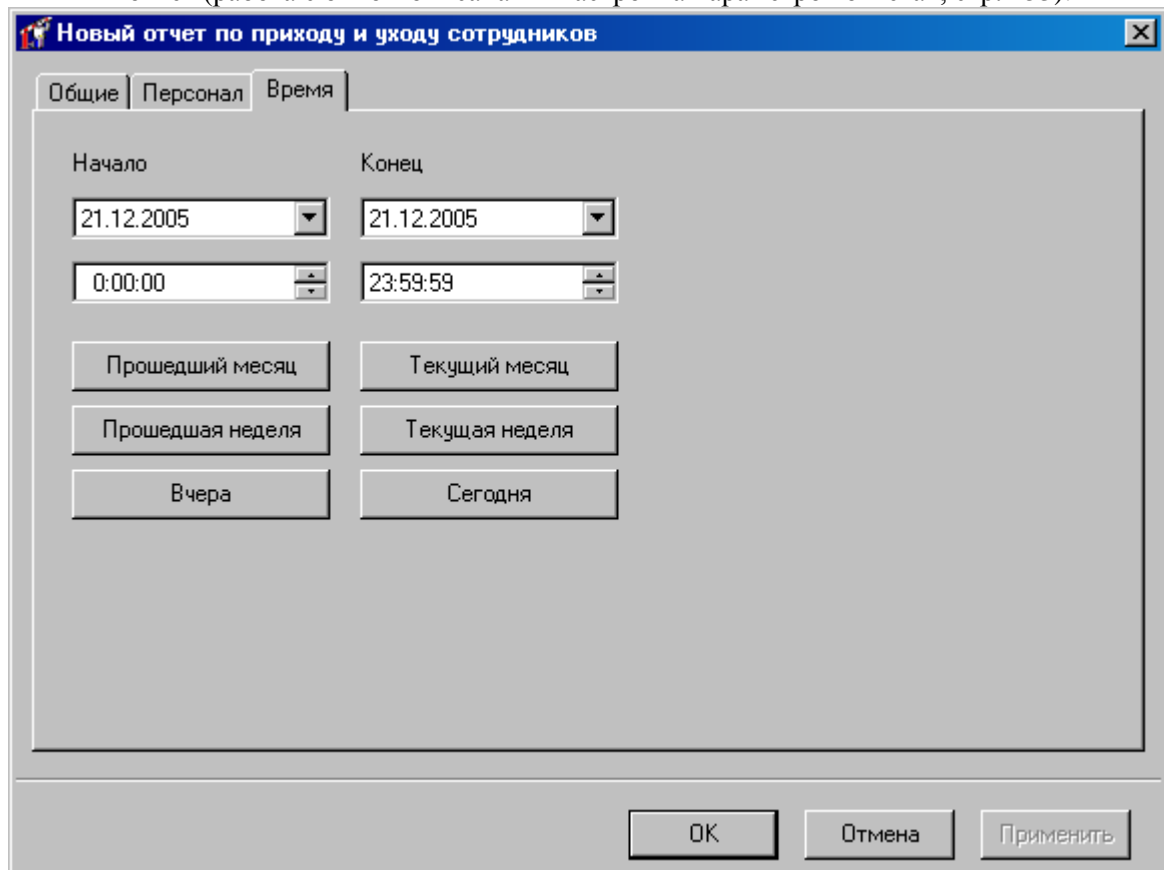 Новый отчет по приходу и уходу сотрудников
Общие Персонал Время
Начало Конец
21.12.2005 21.12.2005
0:00:00 23:59:59
Прошедший месяц Текущий месяц
Прошедшая неделя Текущая неделя
Вчера Сегодня
OK Отмена Применить